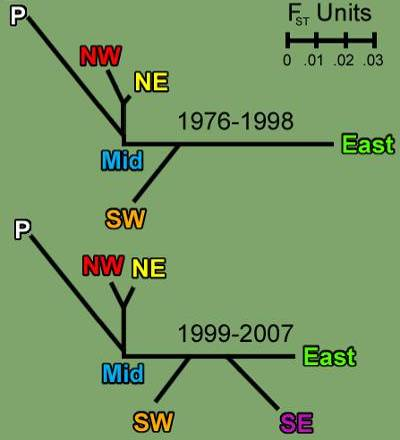 P
F_ST Units
NW
NE
0 .01 .02 .03
1976-1998
East
Mid
SW
P
NW NE
1999-2007
East
Mid
SW
SE